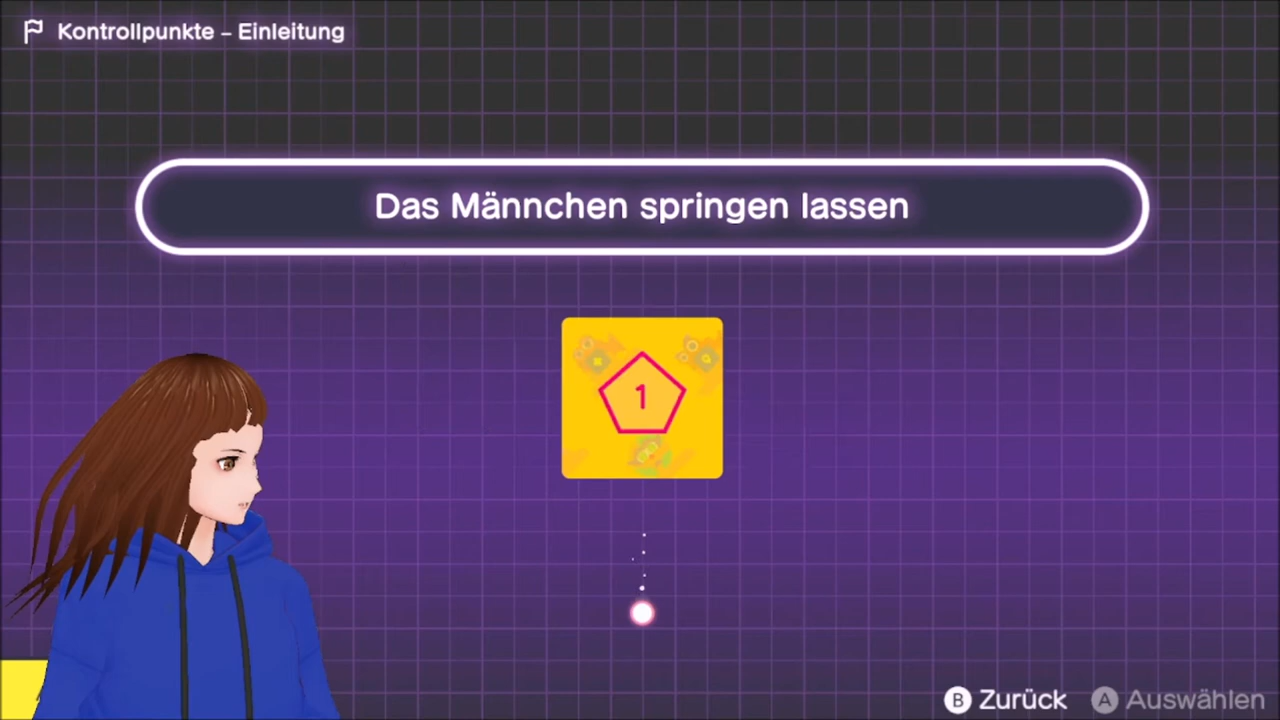 Kontrollpunkte – Einleitung
Das Männchen springen lassen
1
B Zurück A Auswählen